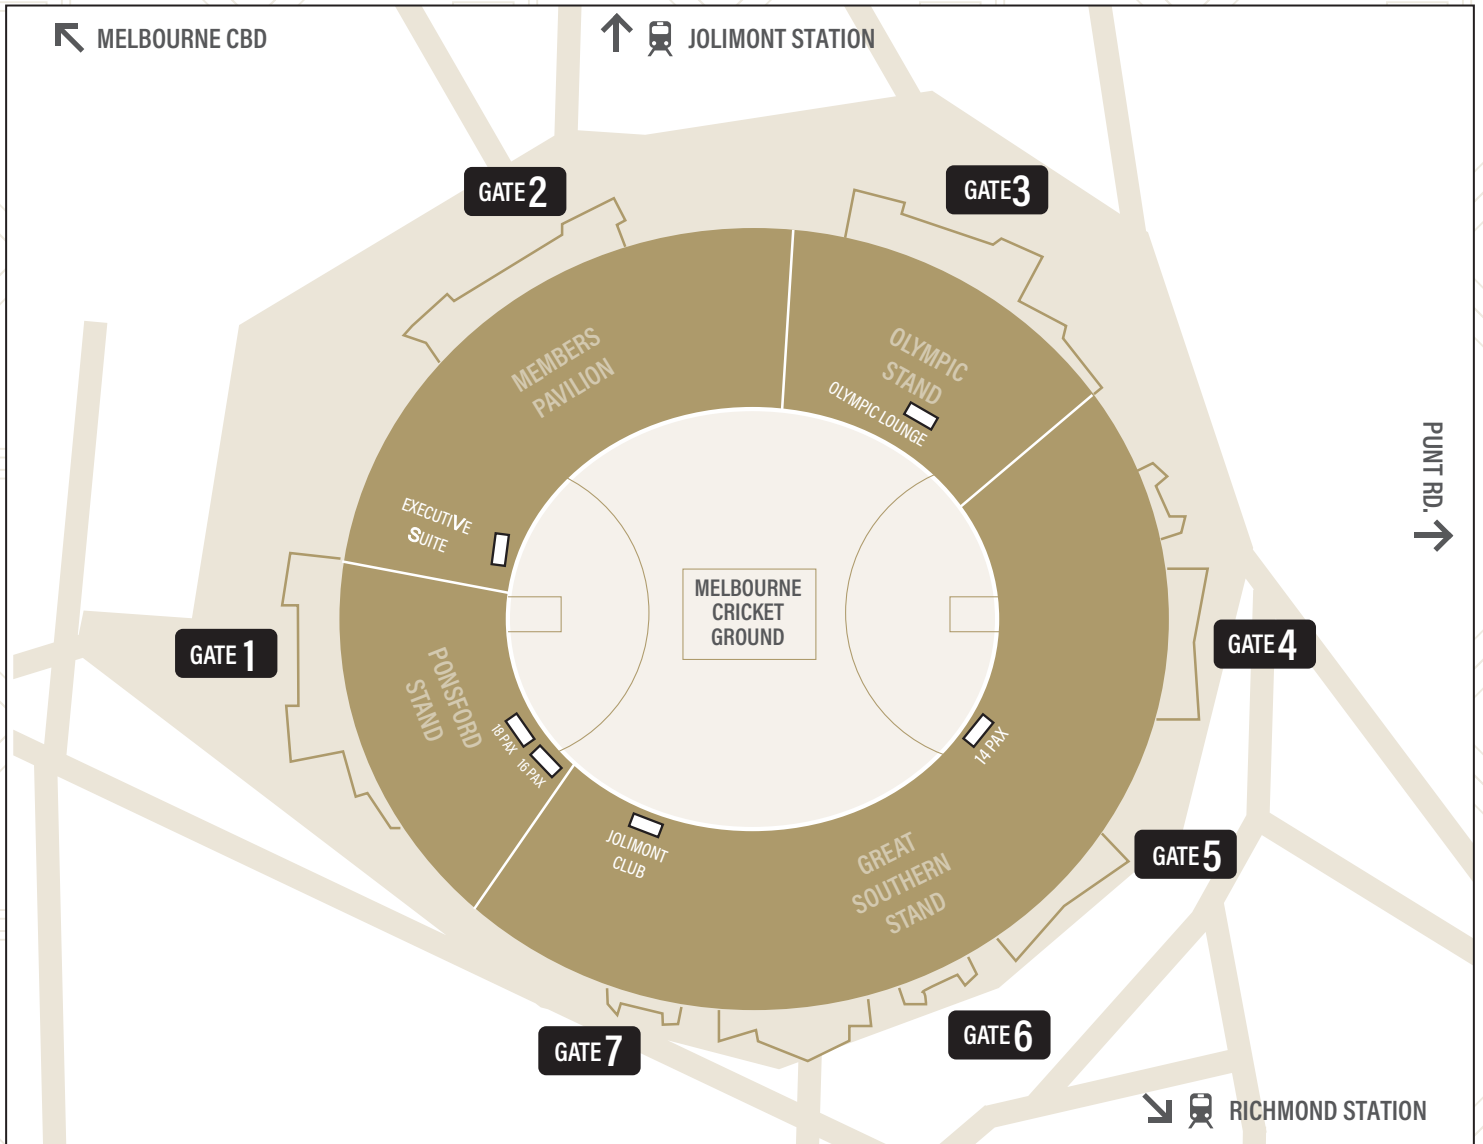 MELBOURNE CBD
JOLIMONT STATION
GATE 2
GATE 3
MEMBERS
PAVILION
OLYMPIC
STAND
OLYMPIC LOUNGE
PUNT RD.
EXECUTIVE
SUITE
MELBOURNE
CRICKET
GROUND
GATE 1
GATE 4
PONSFORD
STAND
18 PAX
16 PAX
14 PAX
JOLIMONT
CLUB
GREAT
SOUTHERN
STAND
GATE 5
GATE 6
GATE 7
RICHMOND STATION